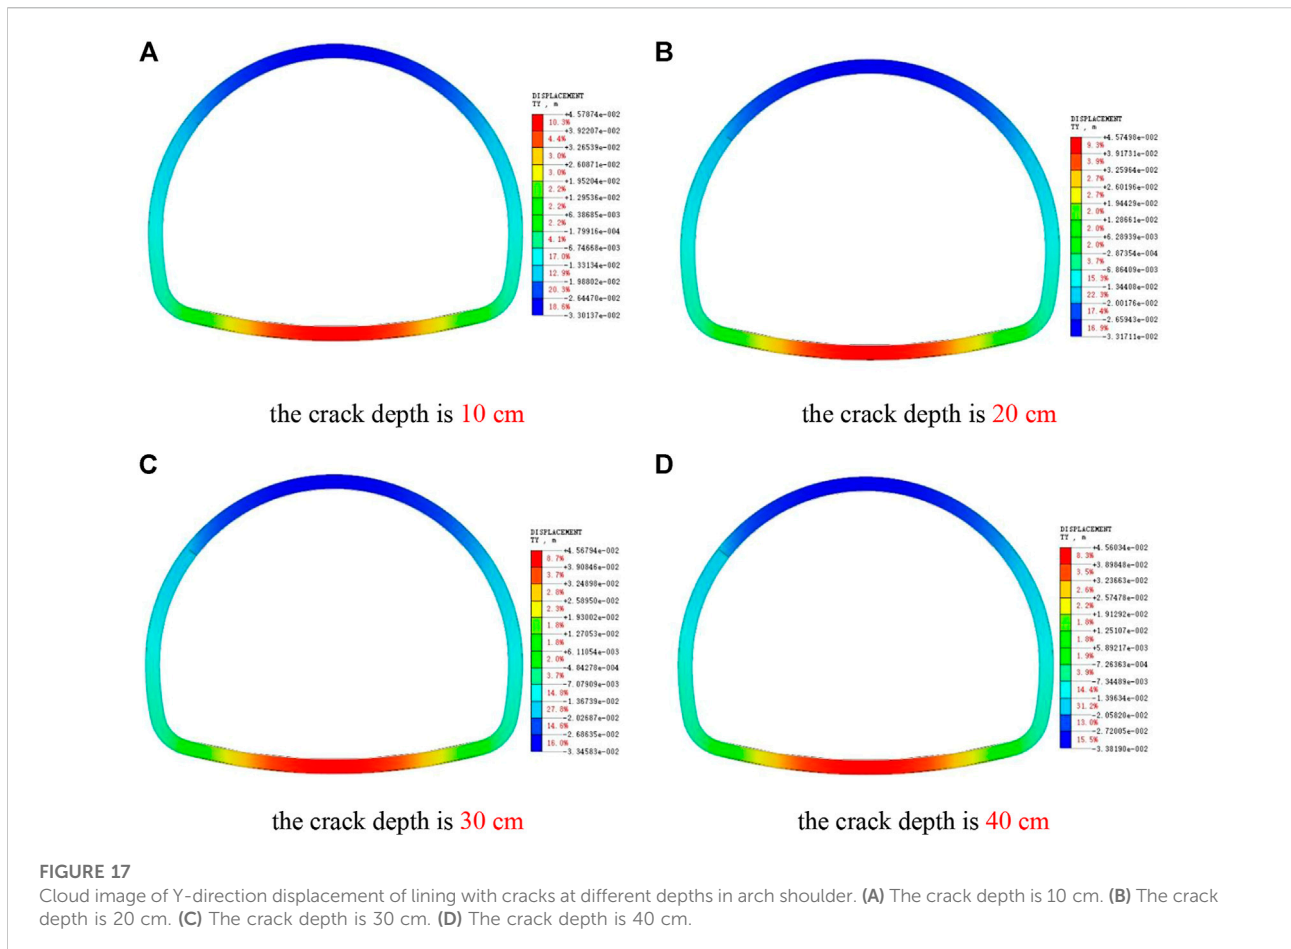 A
DISPLACEMENT
TY , m
+4.57874e-002
10.3%
+3.92207e-002
4.4%
+3.26539e-002
3.0%
+2.60871e-002
3.0%
+1.95204e-002
2.2%
+1.29536e-002
2.2%
+6.38685e-003
2.2%
-1.79916e-004
4.1%
-6.74668e-003
17.0%
-1.33134e-002
12.9%
-1.98802e-002
20.3%
-2.64470e-002
18.6%
-3.30137e-002
the crack depth is 10 cm
B
DISPLACEMENT
TY , m
+4.57498e-002
9.3%
+3.91731e-002
3.9%
+3.25964e-002
2.7%
+2.60196e-002
2.7%
+1.94429e-002
2.0%
+1.28661e-002
2.0%
+6.28939e-003
2.0%
-2.87354e-004
3.7%
-6.86409e-003
15.3%
-1.34408e-002
22.3%
-2.00176e-002
17.4%
-2.65943e-002
16.9%
-3.31711e-002
the crack depth is 20 cm
C
DISPLACEMENT
TY , m
+4.56794e-002
8.7%
+3.90846e-002
3.7%
+3.24898e-002
2.8%
+2.58950e-002
2.3%
+1.93002e-002
1.8%
+1.27053e-002
1.8%
+6.11054e-003
2.0%
-4.84278e-004
3.7%
-7.07909e-003
14.8%
-1.36739e-002
27.8%
-2.02687e-002
14.6%
-2.68635e-002
16.0%
-3.34583e-002
the crack depth is 30 cm
D
DISPLACEMENT
TY , m
+4.56034e-002
8.3%
+3.89848e-002
3.5%
+3.23663e-002
2.6%
+2.57478e-002
2.2%
+1.91292e-002
1.8%
+1.25107e-002
1.8%
+5.89217e-003
1.9%
-7.26363e-004
3.9%
-7.34489e-003
14.4%
-1.39634e-002
31.2%
-2.05820e-002
13.0%
-2.72005e-002
15.5%
-3.38190e-002
the crack depth is 40 cm
FIGURE 17
Cloud image of Y-direction displacement of lining with cracks at different depths in arch shoulder. (A) The crack depth is 10 cm. (B) The crack
depth is 20 cm. (C) The crack depth is 30 cm. (D) The crack depth is 40 cm.